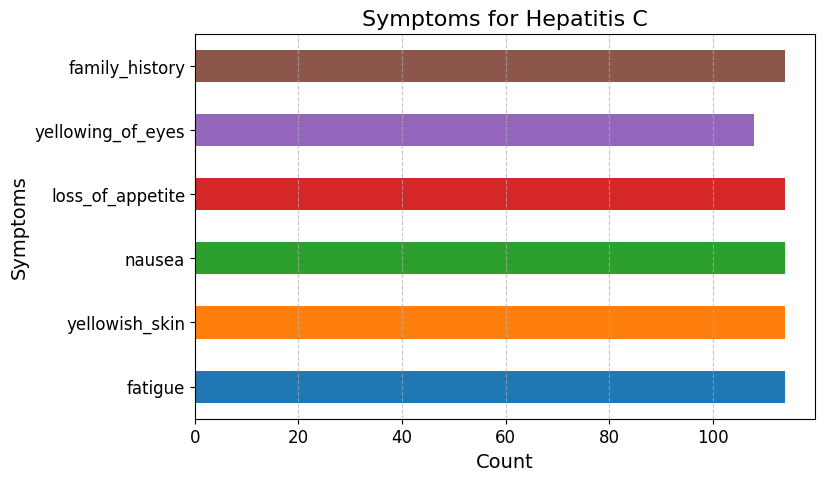 Symptoms for Hepatitis C
Symptoms
family_history
yellowing_of_eyes
loss_of_appetite
nausea
yellowish_skin
fatigue
0 20 40 60 80 100
Count